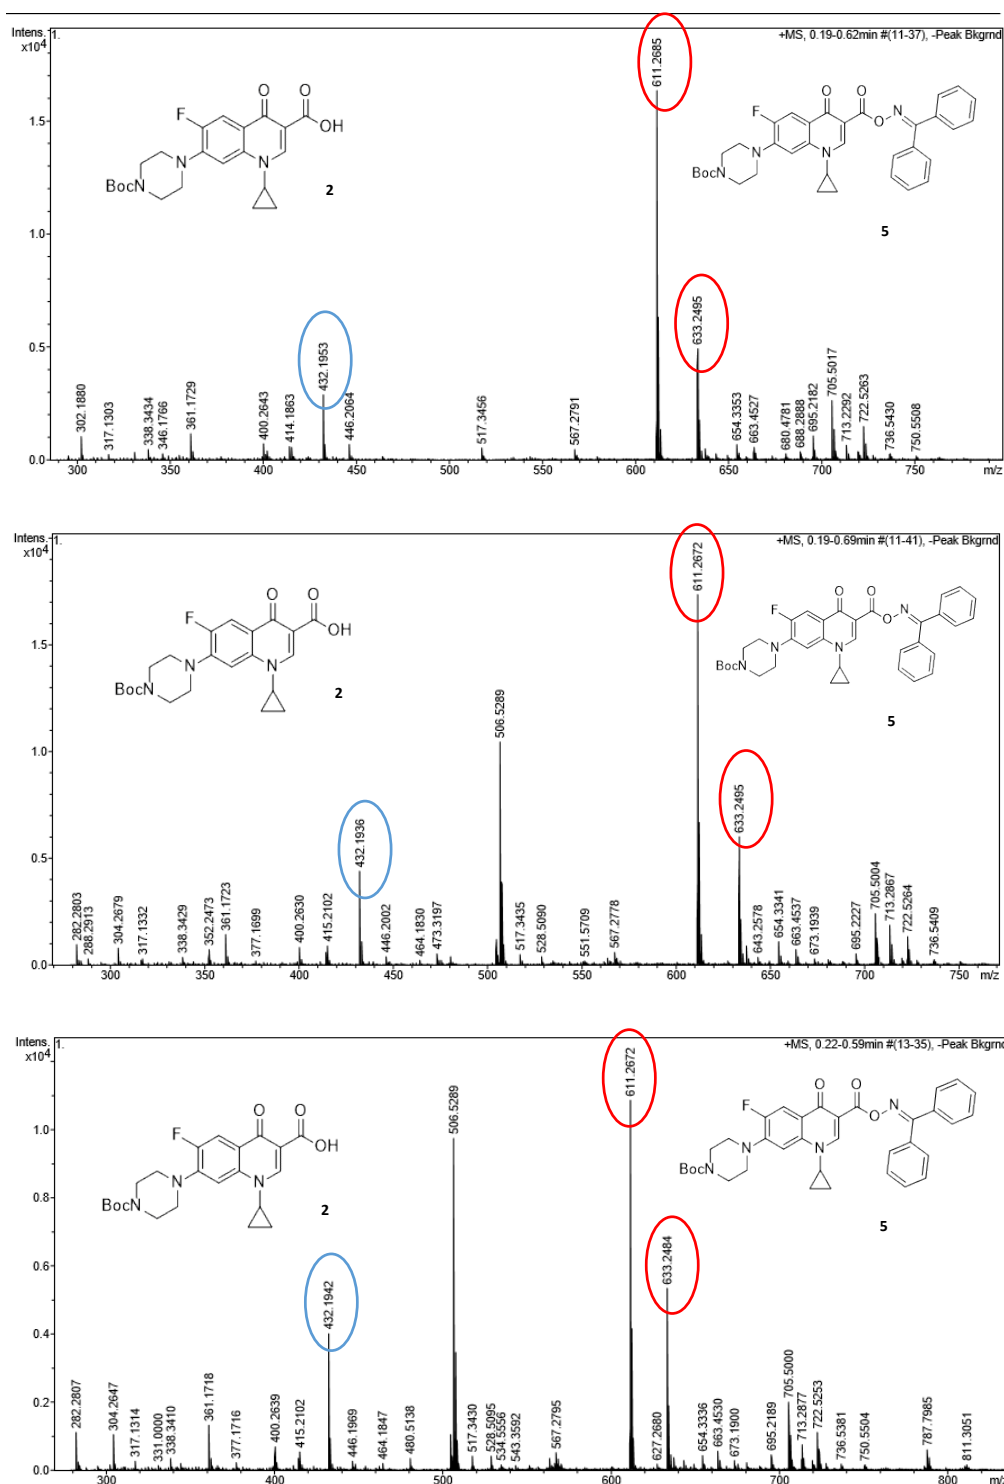 Intens. 1.
x10⁴
+MS, 0.19-0.62min #(11-37), -Peak Bkgrnd
611.2685
O O
F
OH
N
N
BocN
2
O O
F
O N
N
N
BocN
5
1.5
1.0
0.5
0.0
633.2495
432.1953
302.1880
317.1303
338.3434
346.1766
361.1729
400.2643
414.1863
446.2064
517.3456
567.2791
654.3353
663.4527
680.4781
688.2888
695.2182
705.5017
713.2292
722.5263
736.5430
750.5508
300 350 400 450 500 550 600 650 700 750 m/z
Intens. 1.
x10⁴
+MS, 0.19-0.69min #(11-41), -Peak Bkgrnd
611.2672
O O
F
OH
N
N
BocN
2
O O
F
O N
N
N
BocN
5
1.5
1.0
0.5
0.0
506.5289
633.2495
432.1936
282.2803
288.2913
304.2679
317.1332
338.3429
352.2473
361.1723
377.1699
400.2630
415.2102
446.2002
464.1830
473.3197
517.3435
528.5090
551.5709
567.2778
643.2578
654.3341
663.4537
673.1939
695.2227
705.5004
713.2867
722.5264
736.5409
300 350 400 450 500 550 600 650 700 750 m/z
Intens. 1.
x10⁴
+MS, 0.22-0.59min #(13-35), -Peak Bkgrnd
611.2672
O O
F
OH
N
N
BocN
2
O O
F
O N
N
N
BocN
5
1.0
0.8
0.6
0.4
0.2
0.0
506.5289
633.2484
432.1942
282.2807
304.2647
317.1314
331.0000
338.3410
361.1718
377.1716
400.2639
415.2102
446.1969
464.1847
480.5138
517.3430
528.5095
534.5556
543.3592
567.2795
627.2680
654.3336
663.4530
673.1900
695.2189
705.5000
713.2877
722.5253
736.5381
750.5504
787.7985
811.3051
300 400 500 600 700 800 m/z